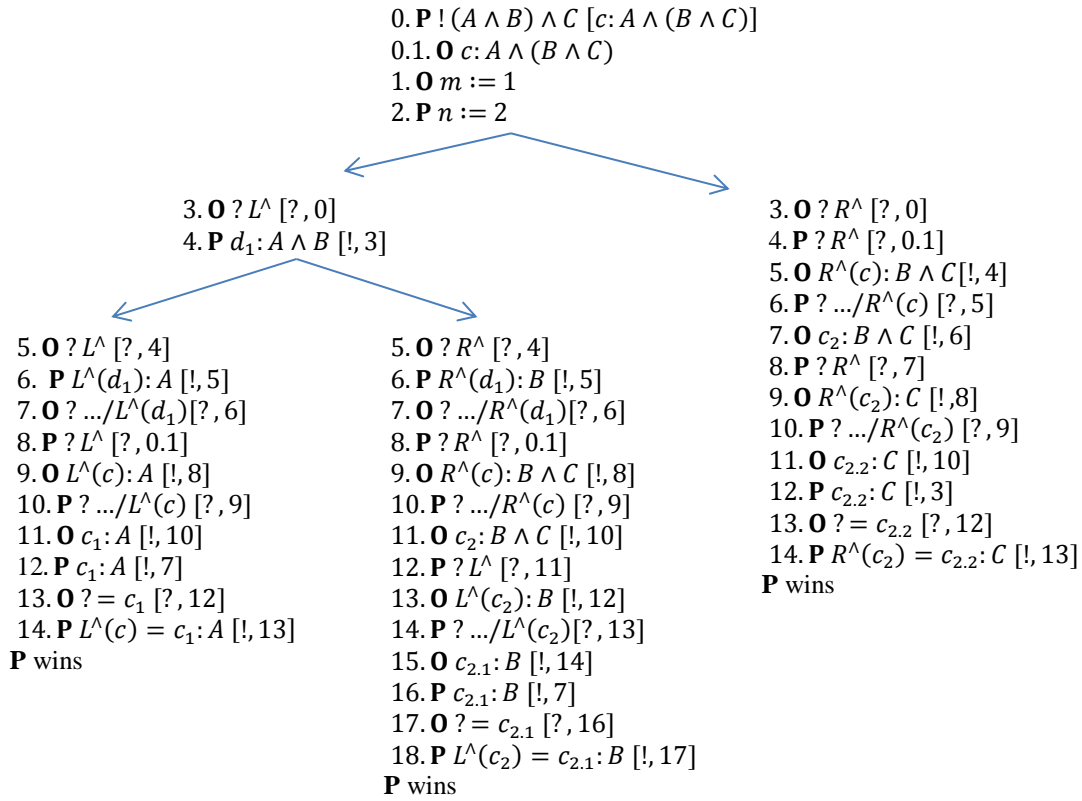 0. P ! (A ∧ B) ∧ C [c: A ∧ (B ∧ C)]
0.1. O c: A ∧ (B ∧ C)
1. O m := 1
2. P n := 2
3. O ? L^ [? , 0]
4. P d₁: A ∧ B [!, 3]
5. O ? L^ [? , 4]
6. P L^(d₁): A [!, 5]
7. O ? .../L^(d₁)[? , 6]
8. P ? L^ [? , 0.1]
9. O L^(c): A [!, 8]
10. P ? .../L^(c) [? , 9]
11. O c₁: A [!, 10]
12. P c₁: A [!, 7]
13. O ? = c₁ [? , 12]
14. P L^(c) = c₁: A [!, 13]
P wins
5. O ? R^ [? , 4]
6. P R^(d₁): B [!, 5]
7. O ? .../R^(d₁)[? , 6]
8. P ? R^ [? , 0.1]
9. O R^(c): B ∧ C [!, 8]
10. P ? .../R^(c) [? , 9]
11. O c₂: B ∧ C [!, 10]
12. P ? L^ [? , 11]
13. O L^(c₂): B [!, 12]
14. P ? .../L^(c₂)[? , 13]
15. O c₂.₁: B [!, 14]
16. P c₂.₁: B [!, 7]
17. O ? = c₂.₁ [? , 16]
18. P L^(c₂) = c₂.₁: B [!, 17]
P wins
3. O ? R^ [? , 0]
4. P ? R^ [? , 0.1]
5. O R^(c): B ∧ C[!, 4]
6. P ? .../R^(c) [? , 5]
7. O c₂: B ∧ C [!, 6]
8. P ? R^ [? , 7]
9. O R^(c₂): C [! ,8]
10. P ? .../R^(c₂) [? , 9]
11. O c₂.₂: C [!, 10]
12. P c₂.₂: C [!, 3]
13. O ? = c₂.₂ [? , 12]
14. P R^(c₂) = c₂.₂: C [!, 13]
P wins